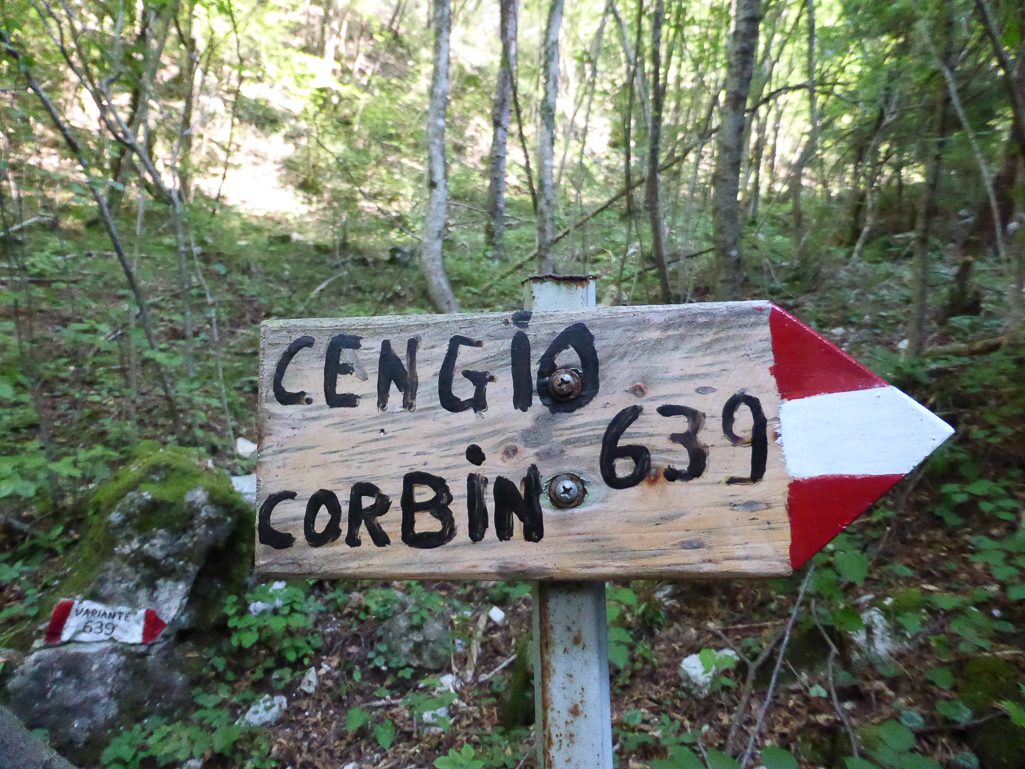 CENGiO
639
CORBiN
VARIANTE
639